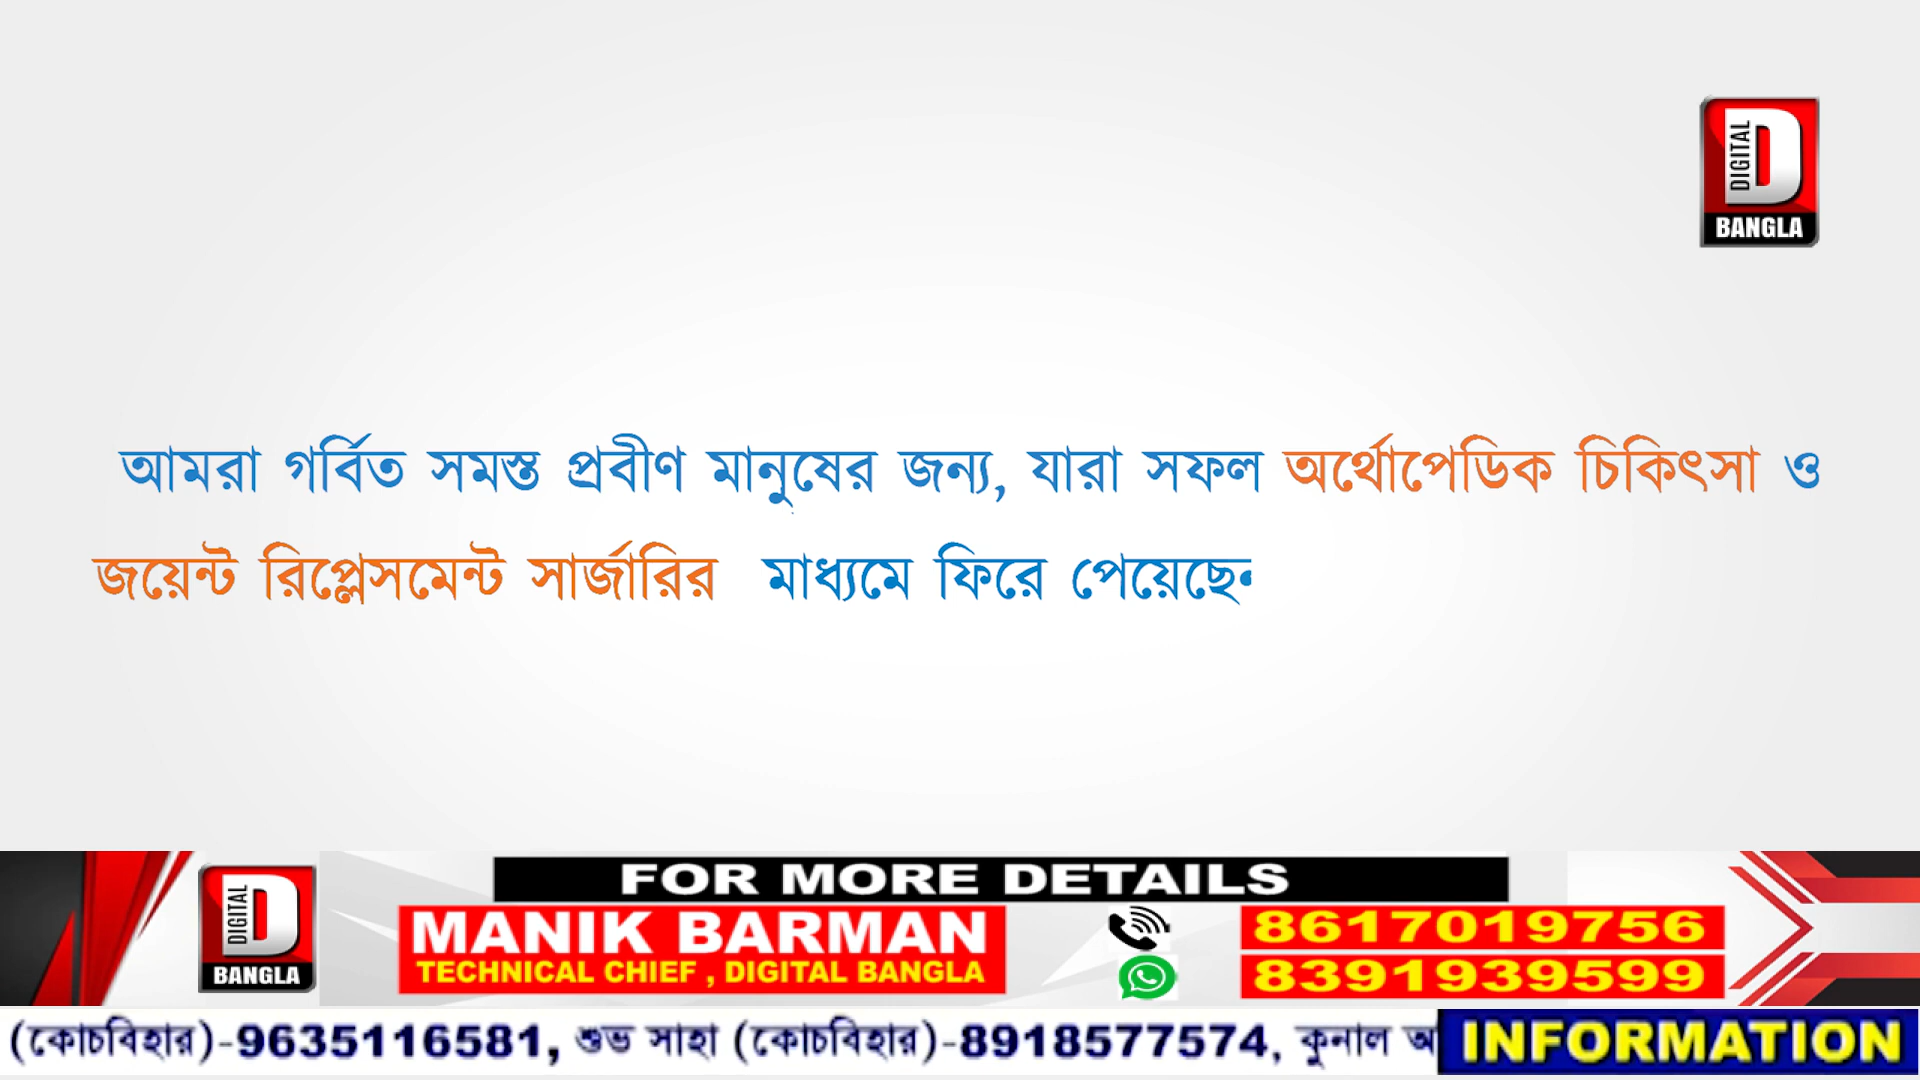 DIGITAL
BANGLA
আমরা গর্বিত সমস্ত প্রবীণ মানুষের জন্য, যারা সফল অর্থোপেডিক চিকিৎসা ও
জয়েন্ট রিপ্লেসমেন্ট সার্জারির মাধ্যমে ফিরে
FOR MORE DETAILS
DIGITAL
BANGLA
MANIK BARMAN
TECHNICAL CHIEF, DIGITAL BANGLA
8617019756
8391939599
(কোচবিহার)-9635116581, শুভ সাহা (কোচবিহার)-8918577574, কুনাল
INFORMATION